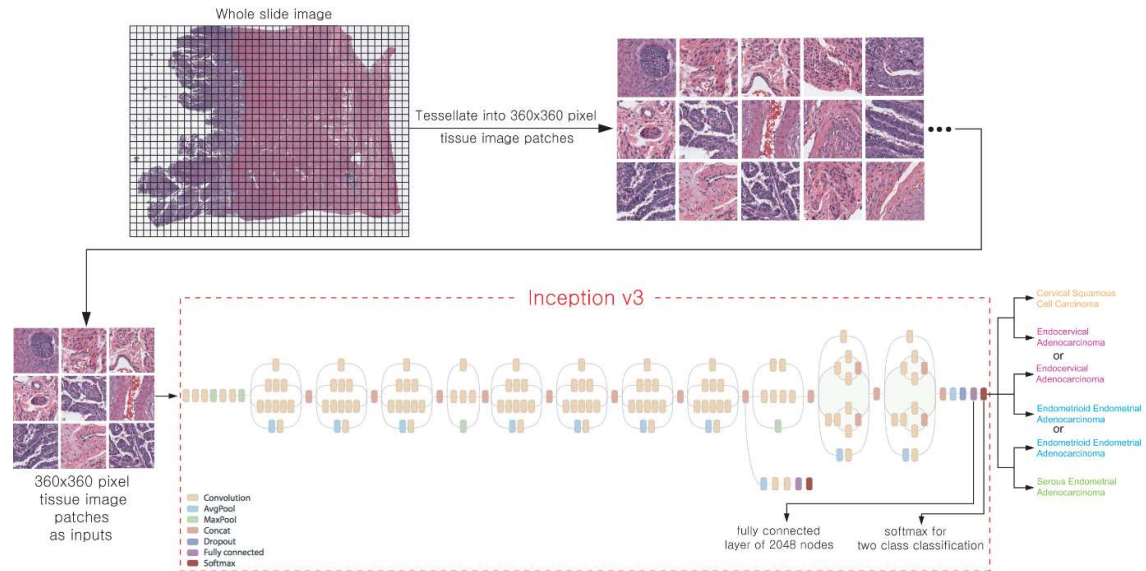 Whole slide image
Tessellate into 360x360 pixel
tissue image patches
Inception v3
360x360 pixel
tissue image
patches
as inputs
Convolution
AvgPool
MaxPool
Concat
Dropout
Fully connected
Softmax
fully connected
layer of 2048 nodes
softmax for
two class classification
Cervical Squamous
Cell Carcinoma
Endocervical
Adenocarcinoma
or
Endocervical
Adenocarcinoma
Endometrioid Endometrial
Adenocarcinoma
or
Endometrioid Endometrial
Adenocarcinoma
Serous Endometrial
Adenocarcinoma